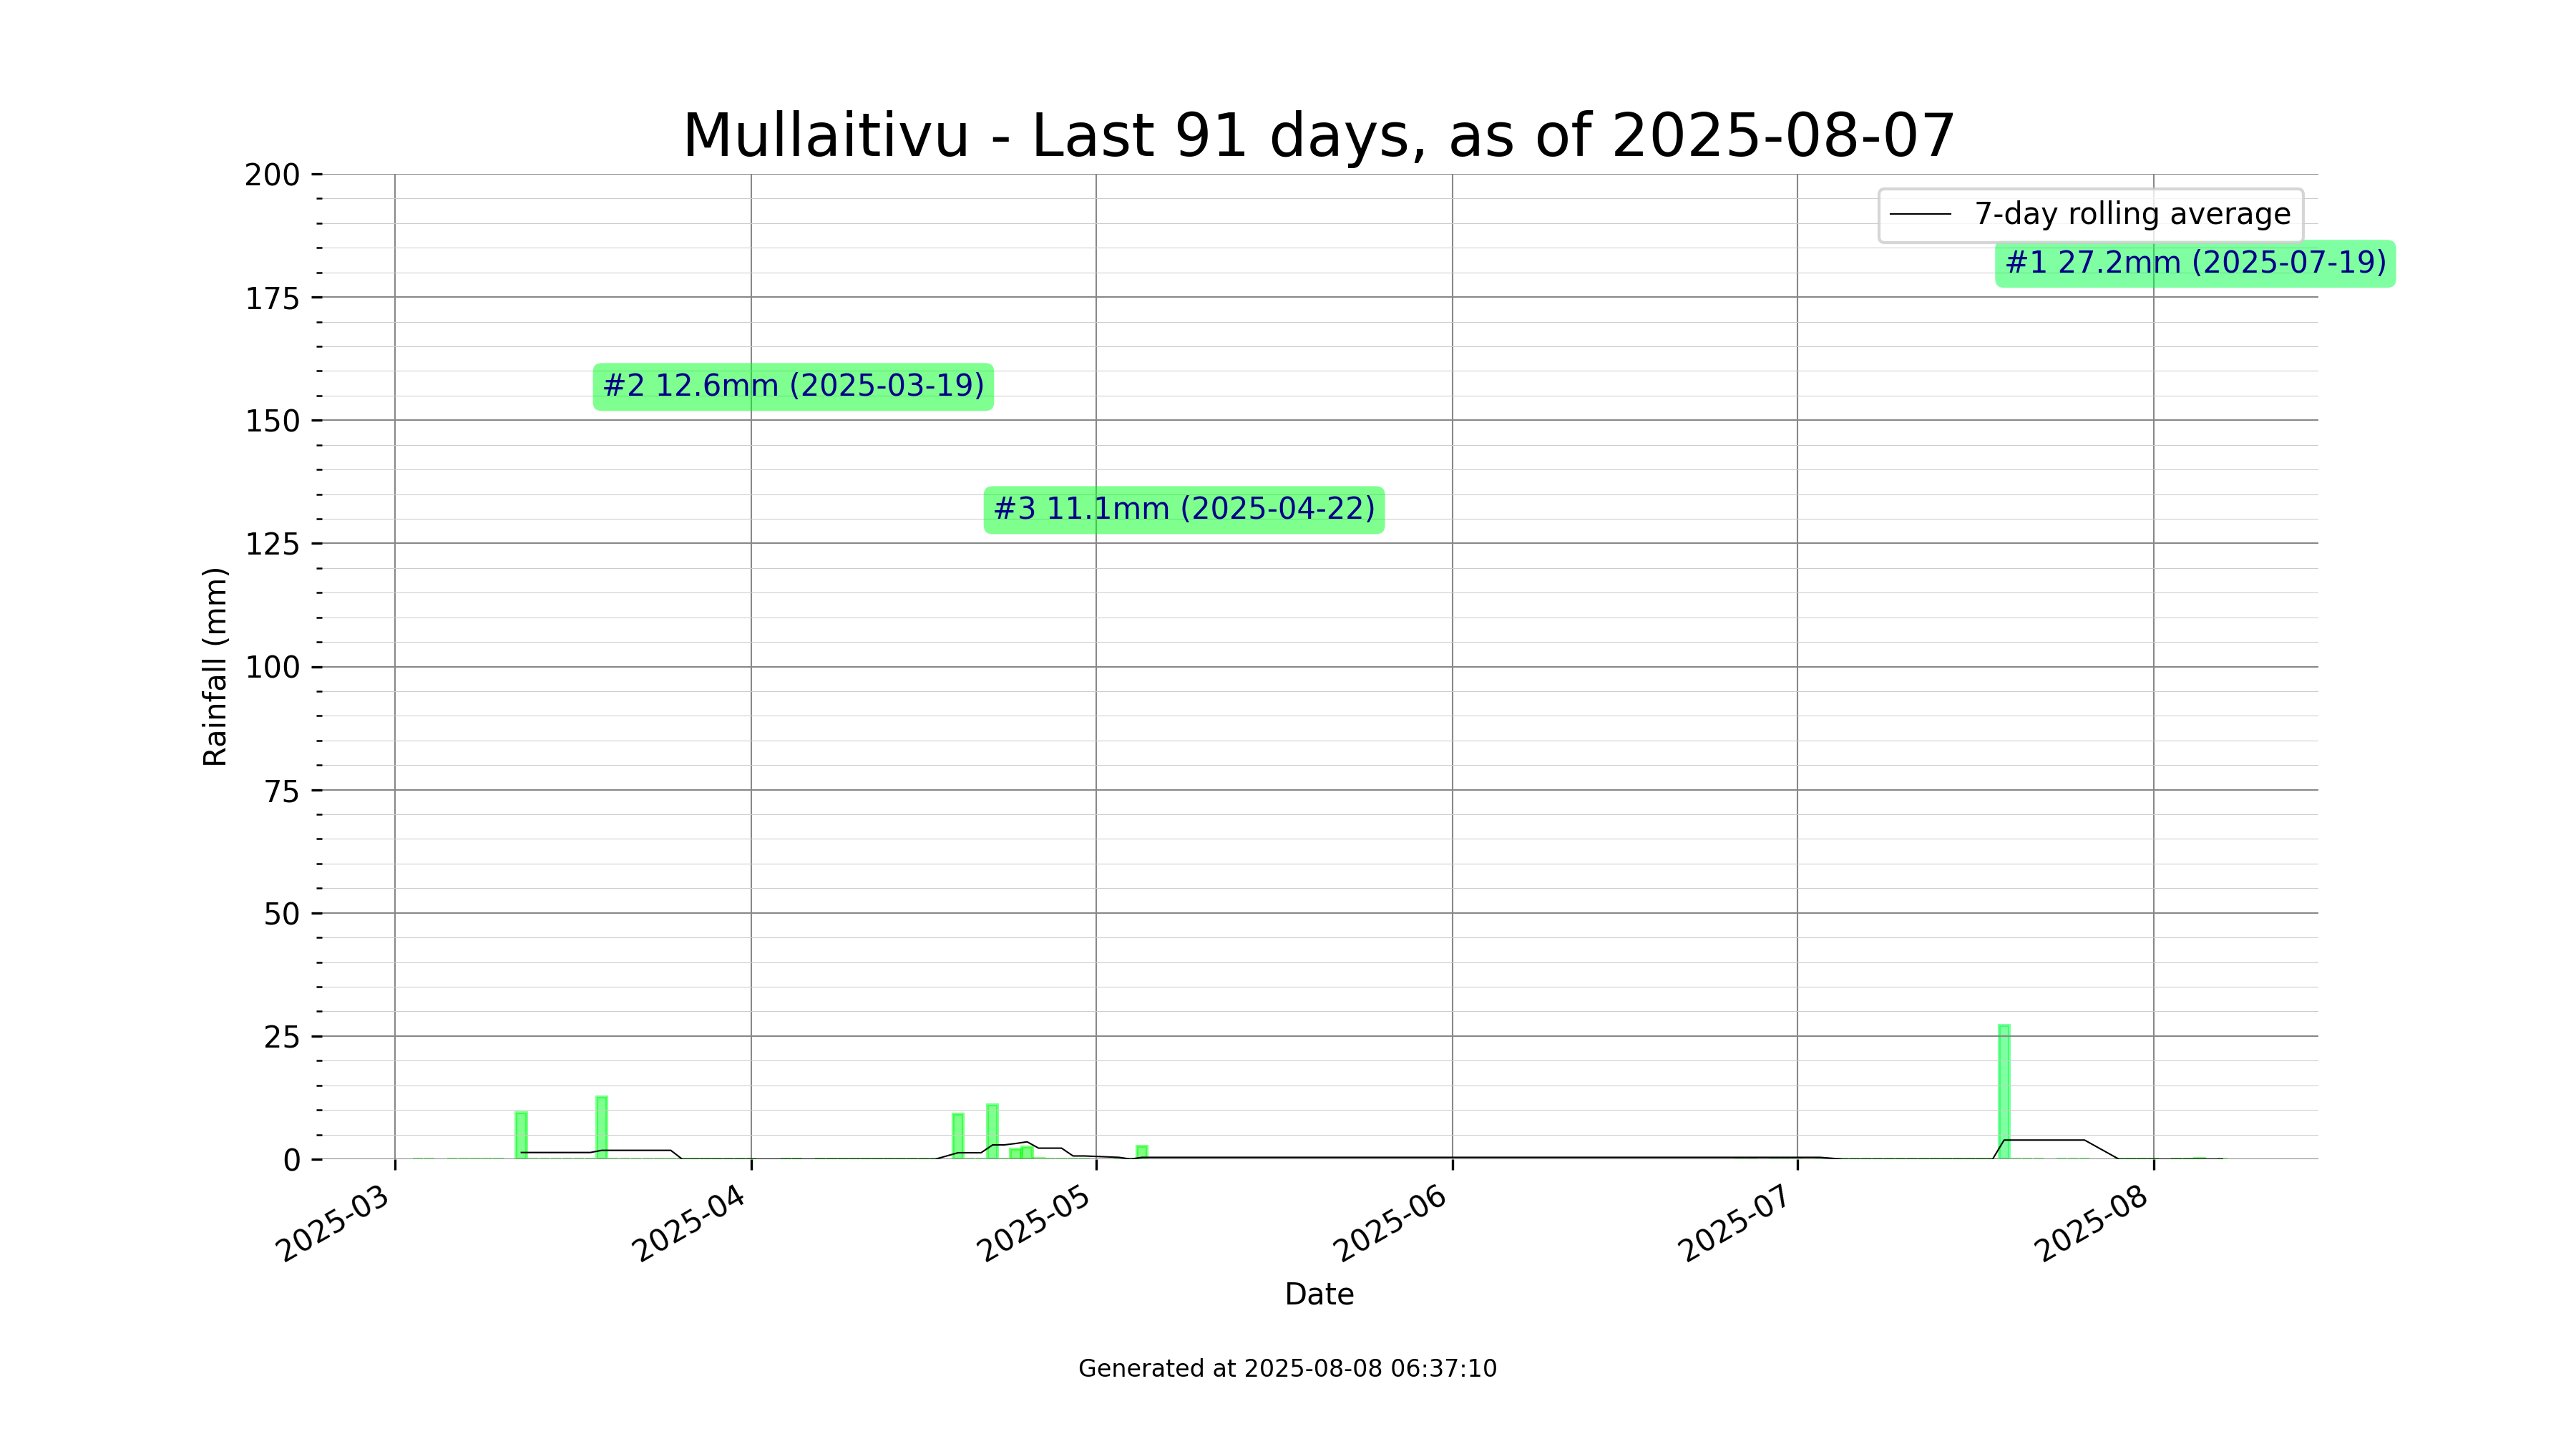 Mullaitivu - Last 91 days, as of 2025-08-07
200
175
150
125
100
75
50
25
0
Rainfall (mm)
7-day rolling average
#1 27.2mm (2025-07-19)
#2 12.6mm (2025-03-19)
#3 11.1mm (2025-04-22)
2025-03
2025-04
2025-05
2025-06
2025-07
2025-08
Date
Generated at 2025-08-08 06:37:10